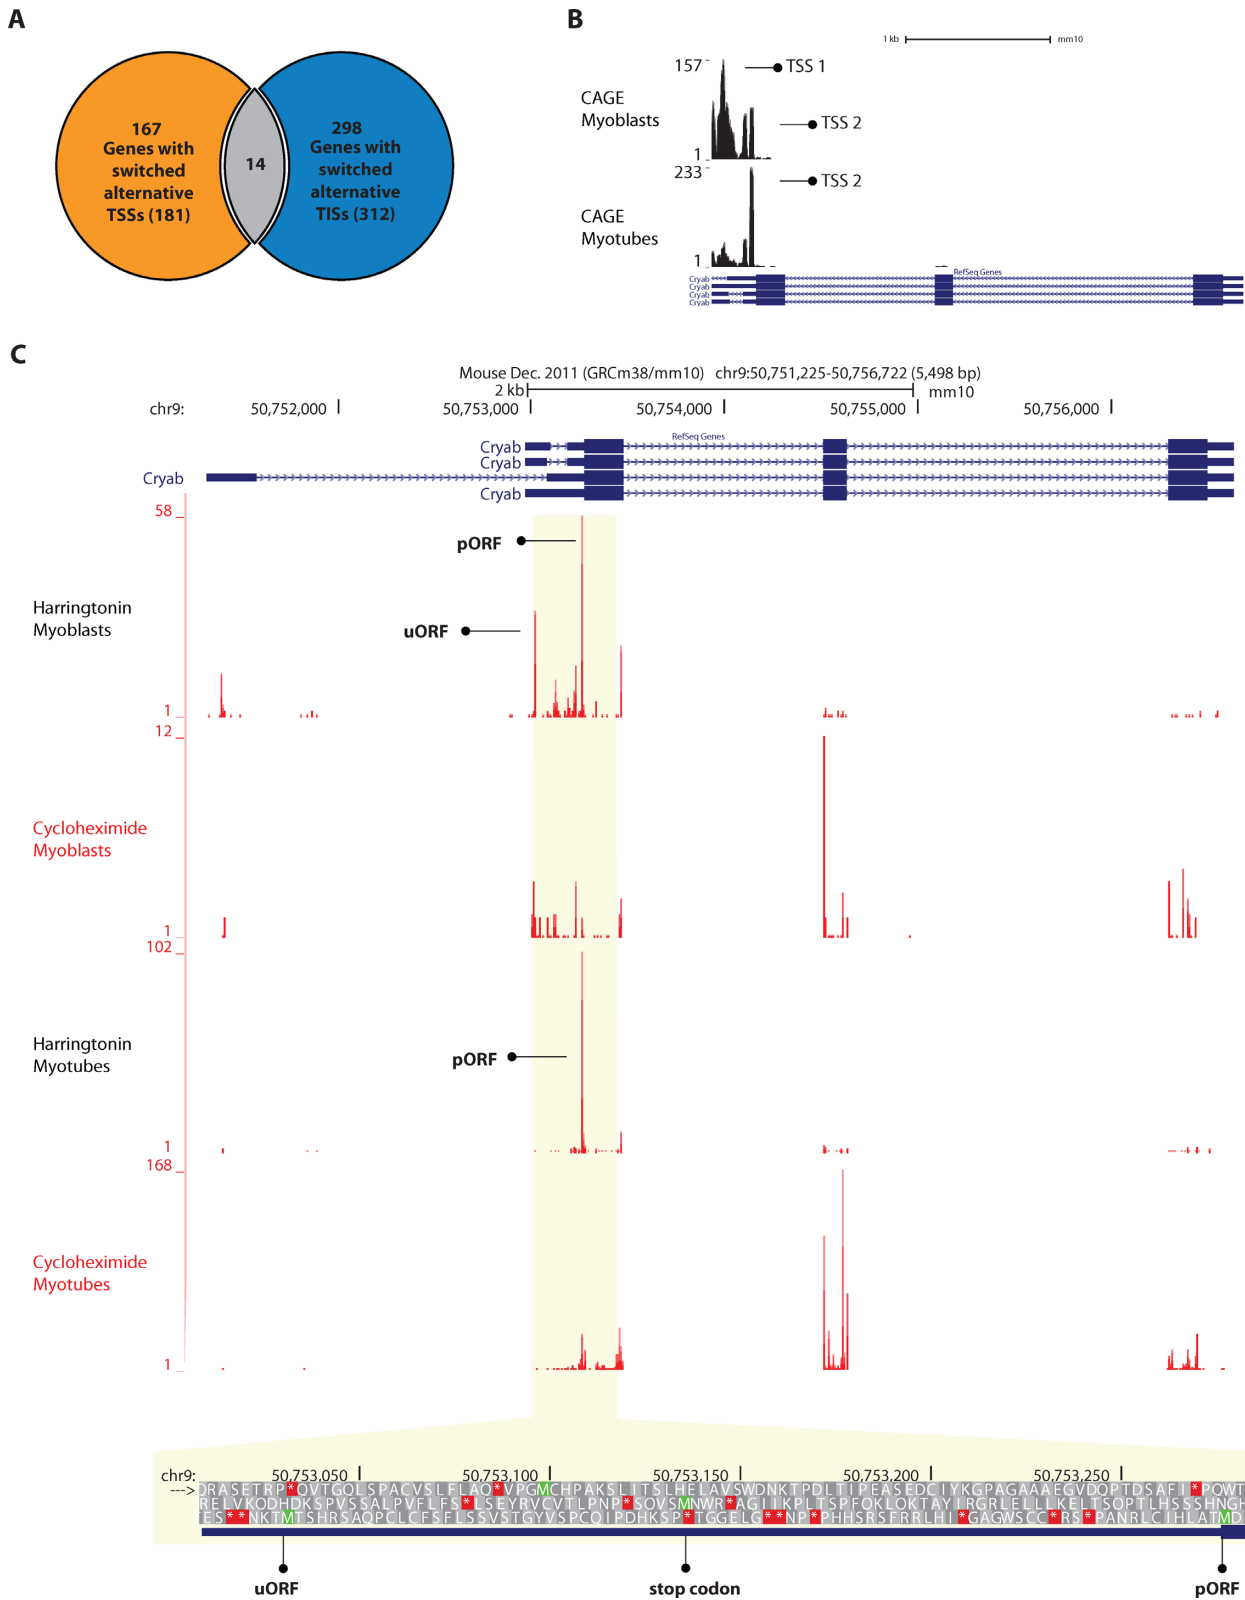 A
167
Genes with
switched
alternative
TSSs (181)
14
298
Genes with
switched
alternative
TISs (312)
B
1 kb
mm10
157
TSS 1
CAGE
Myoblasts
TSS 2
1
233
TSS 2
CAGE
Myotubes
1
RefSeq Genes
Cryab
Cryab
Cryab
Cryab
C
Mouse Dec. 2011 (GRCm38/mm10) chr9:50,751,225-50,756,722 (5,498 bp)
2 kb
mm10
chr9:
50,752,000
50,753,000
50,754,000
50,755,000
50,756,000
RefSeq Genes
Cryab
Cryab
Cryab
Cryab
58
pORF
Harringtonin
Myoblasts
uORF
1
12
Cycloheximide
Myoblasts
1
102
Harringtonin
Myotubes
pORF
1
168
Cycloheximide
Myotubes
1
chr9:
50,753,050
50,753,100
50,753,150
50,753,200
50,753,250
--->
uORF
stop codon
pORF